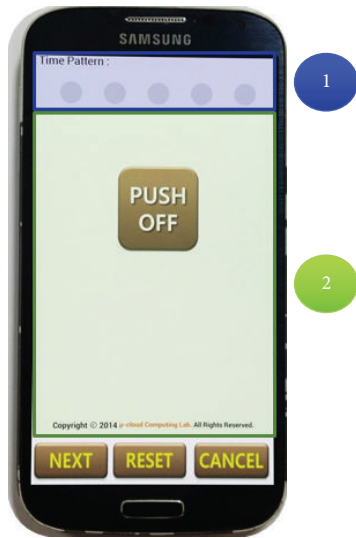 SAMSUNG
Time Pattern :
1
PUSH
OFF
2
Copyright © 2014 μ-cloud Computing Lab. All Rights Reserved.
NEXT RESET CANCEL